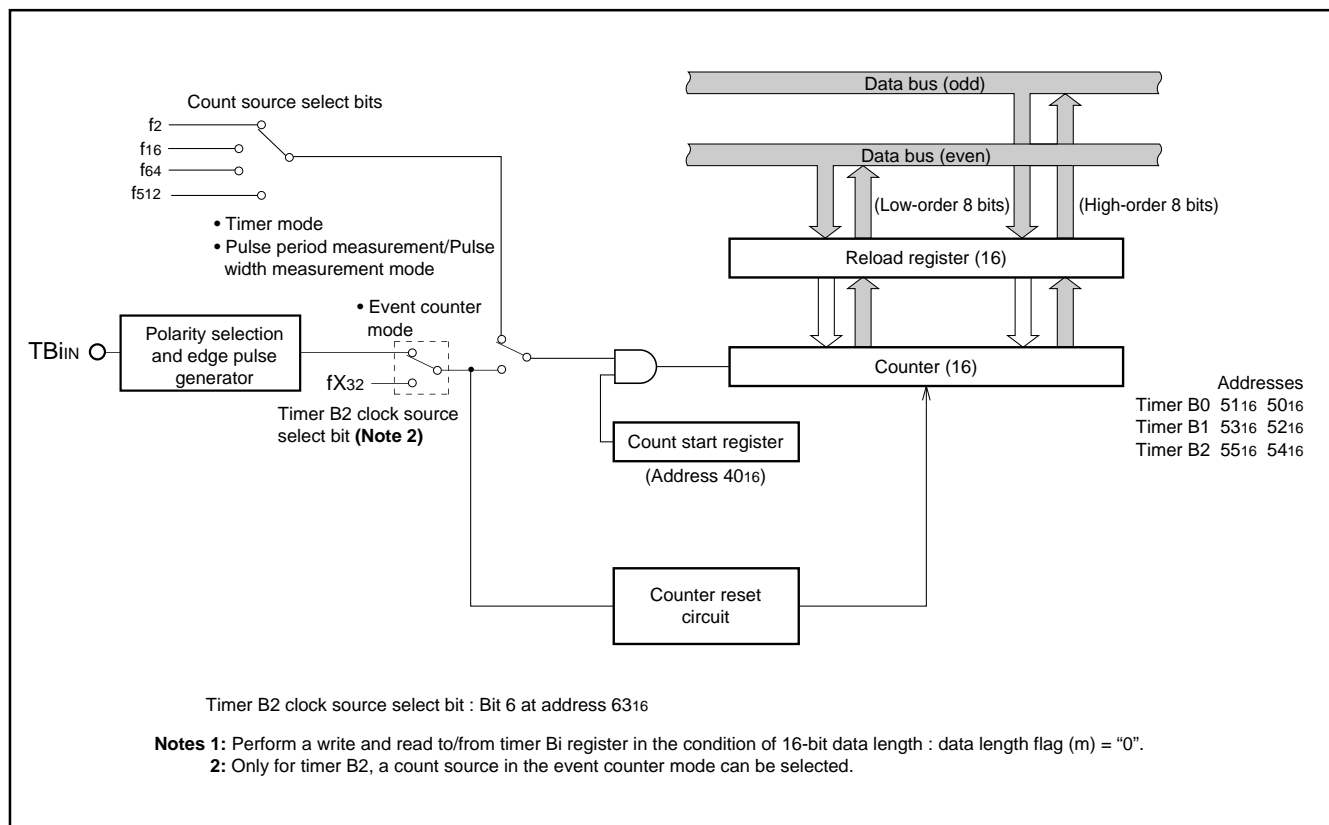 Data bus (odd)
Count source select bits
f2
f16
f64
f512
Data bus (even)
(Low-order 8 bits)
(High-order 8 bits)
• Timer mode
• Pulse period measurement/Pulse
width measurement mode
Reload register (16)
• Event counter
mode
TBiIN
Polarity selection
and edge pulse
generator
fX32
Timer B2 clock source
select bit (Note 2)
Counter (16)
Count start register
(Address 4016)
Addresses
Timer B0 5116 5016
Timer B1 5316 5216
Timer B2 5516 5416
Counter reset
circuit
Timer B2 clock source select bit : Bit 6 at address 6316
Notes 1: Perform a write and read to/from timer Bi register in the condition of 16-bit data length : data length flag (m) = “0”.
2: Only for timer B2, a count source in the event counter mode can be selected.